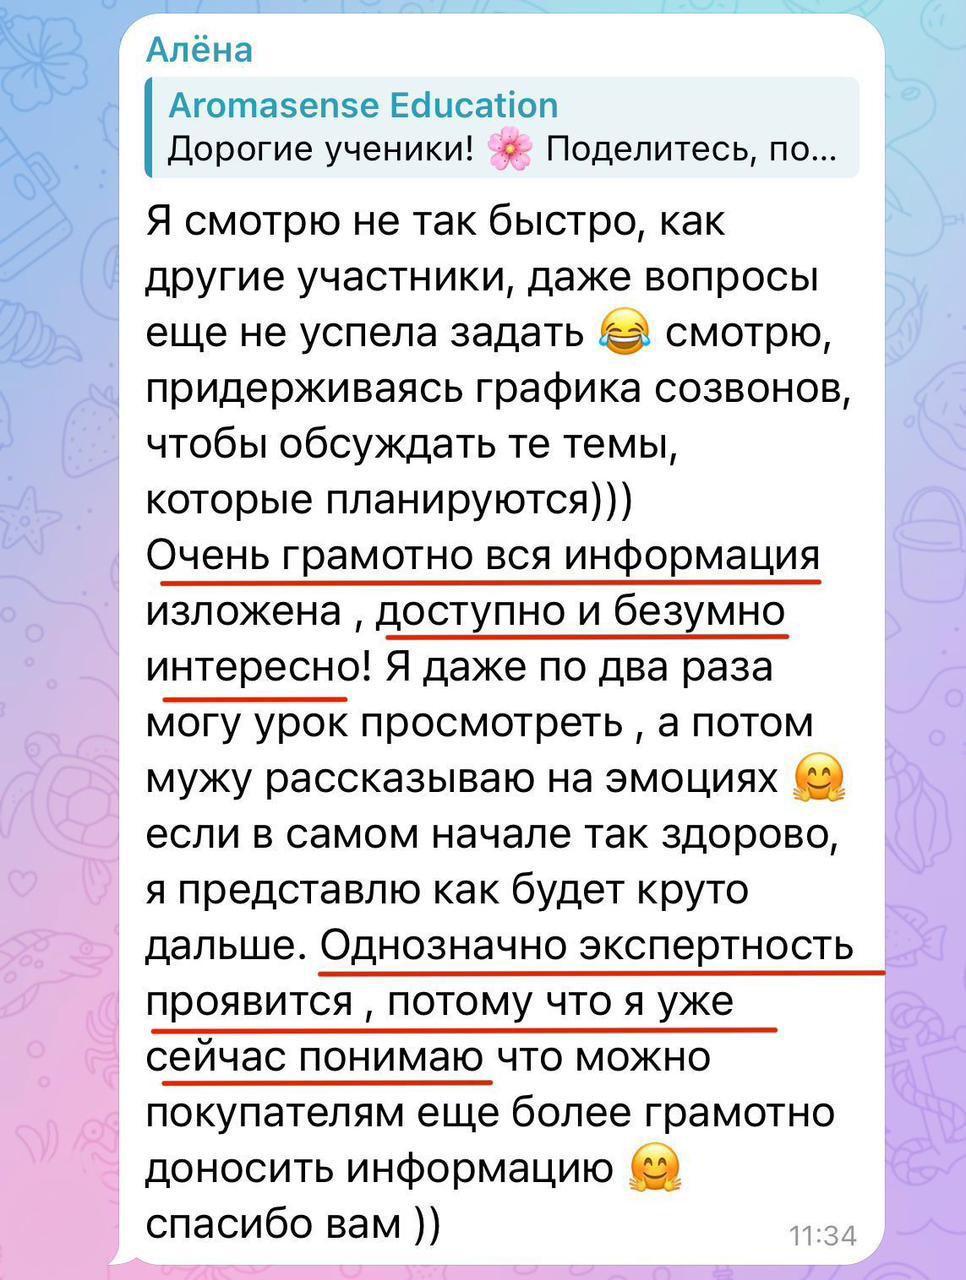 Алёна
Aromasense Education
Дорогие ученики! 🌸 Поделитесь, по...
Я смотрю не так быстро, как
другие участники, даже вопросы
еще не успела задать 😂 смотрю,
придерживаясь графика созвонов,
чтобы обсуждать те темы,
которые планируются)))
Очень грамотно вся информация
изложена , доступно и безумно
интересно! Я даже по два раза
могу урок просмотреть , а потом
мужу рассказываю на эмоциях 🤗
если в самом начале так здорово,
я представлю как будет круто
дальше. Однозначно экспертность
проявится , потому что я уже
сейчас понимаю что можно
покупателям еще более грамотно
доносить информацию 🤗
спасибо вам ))
11:34